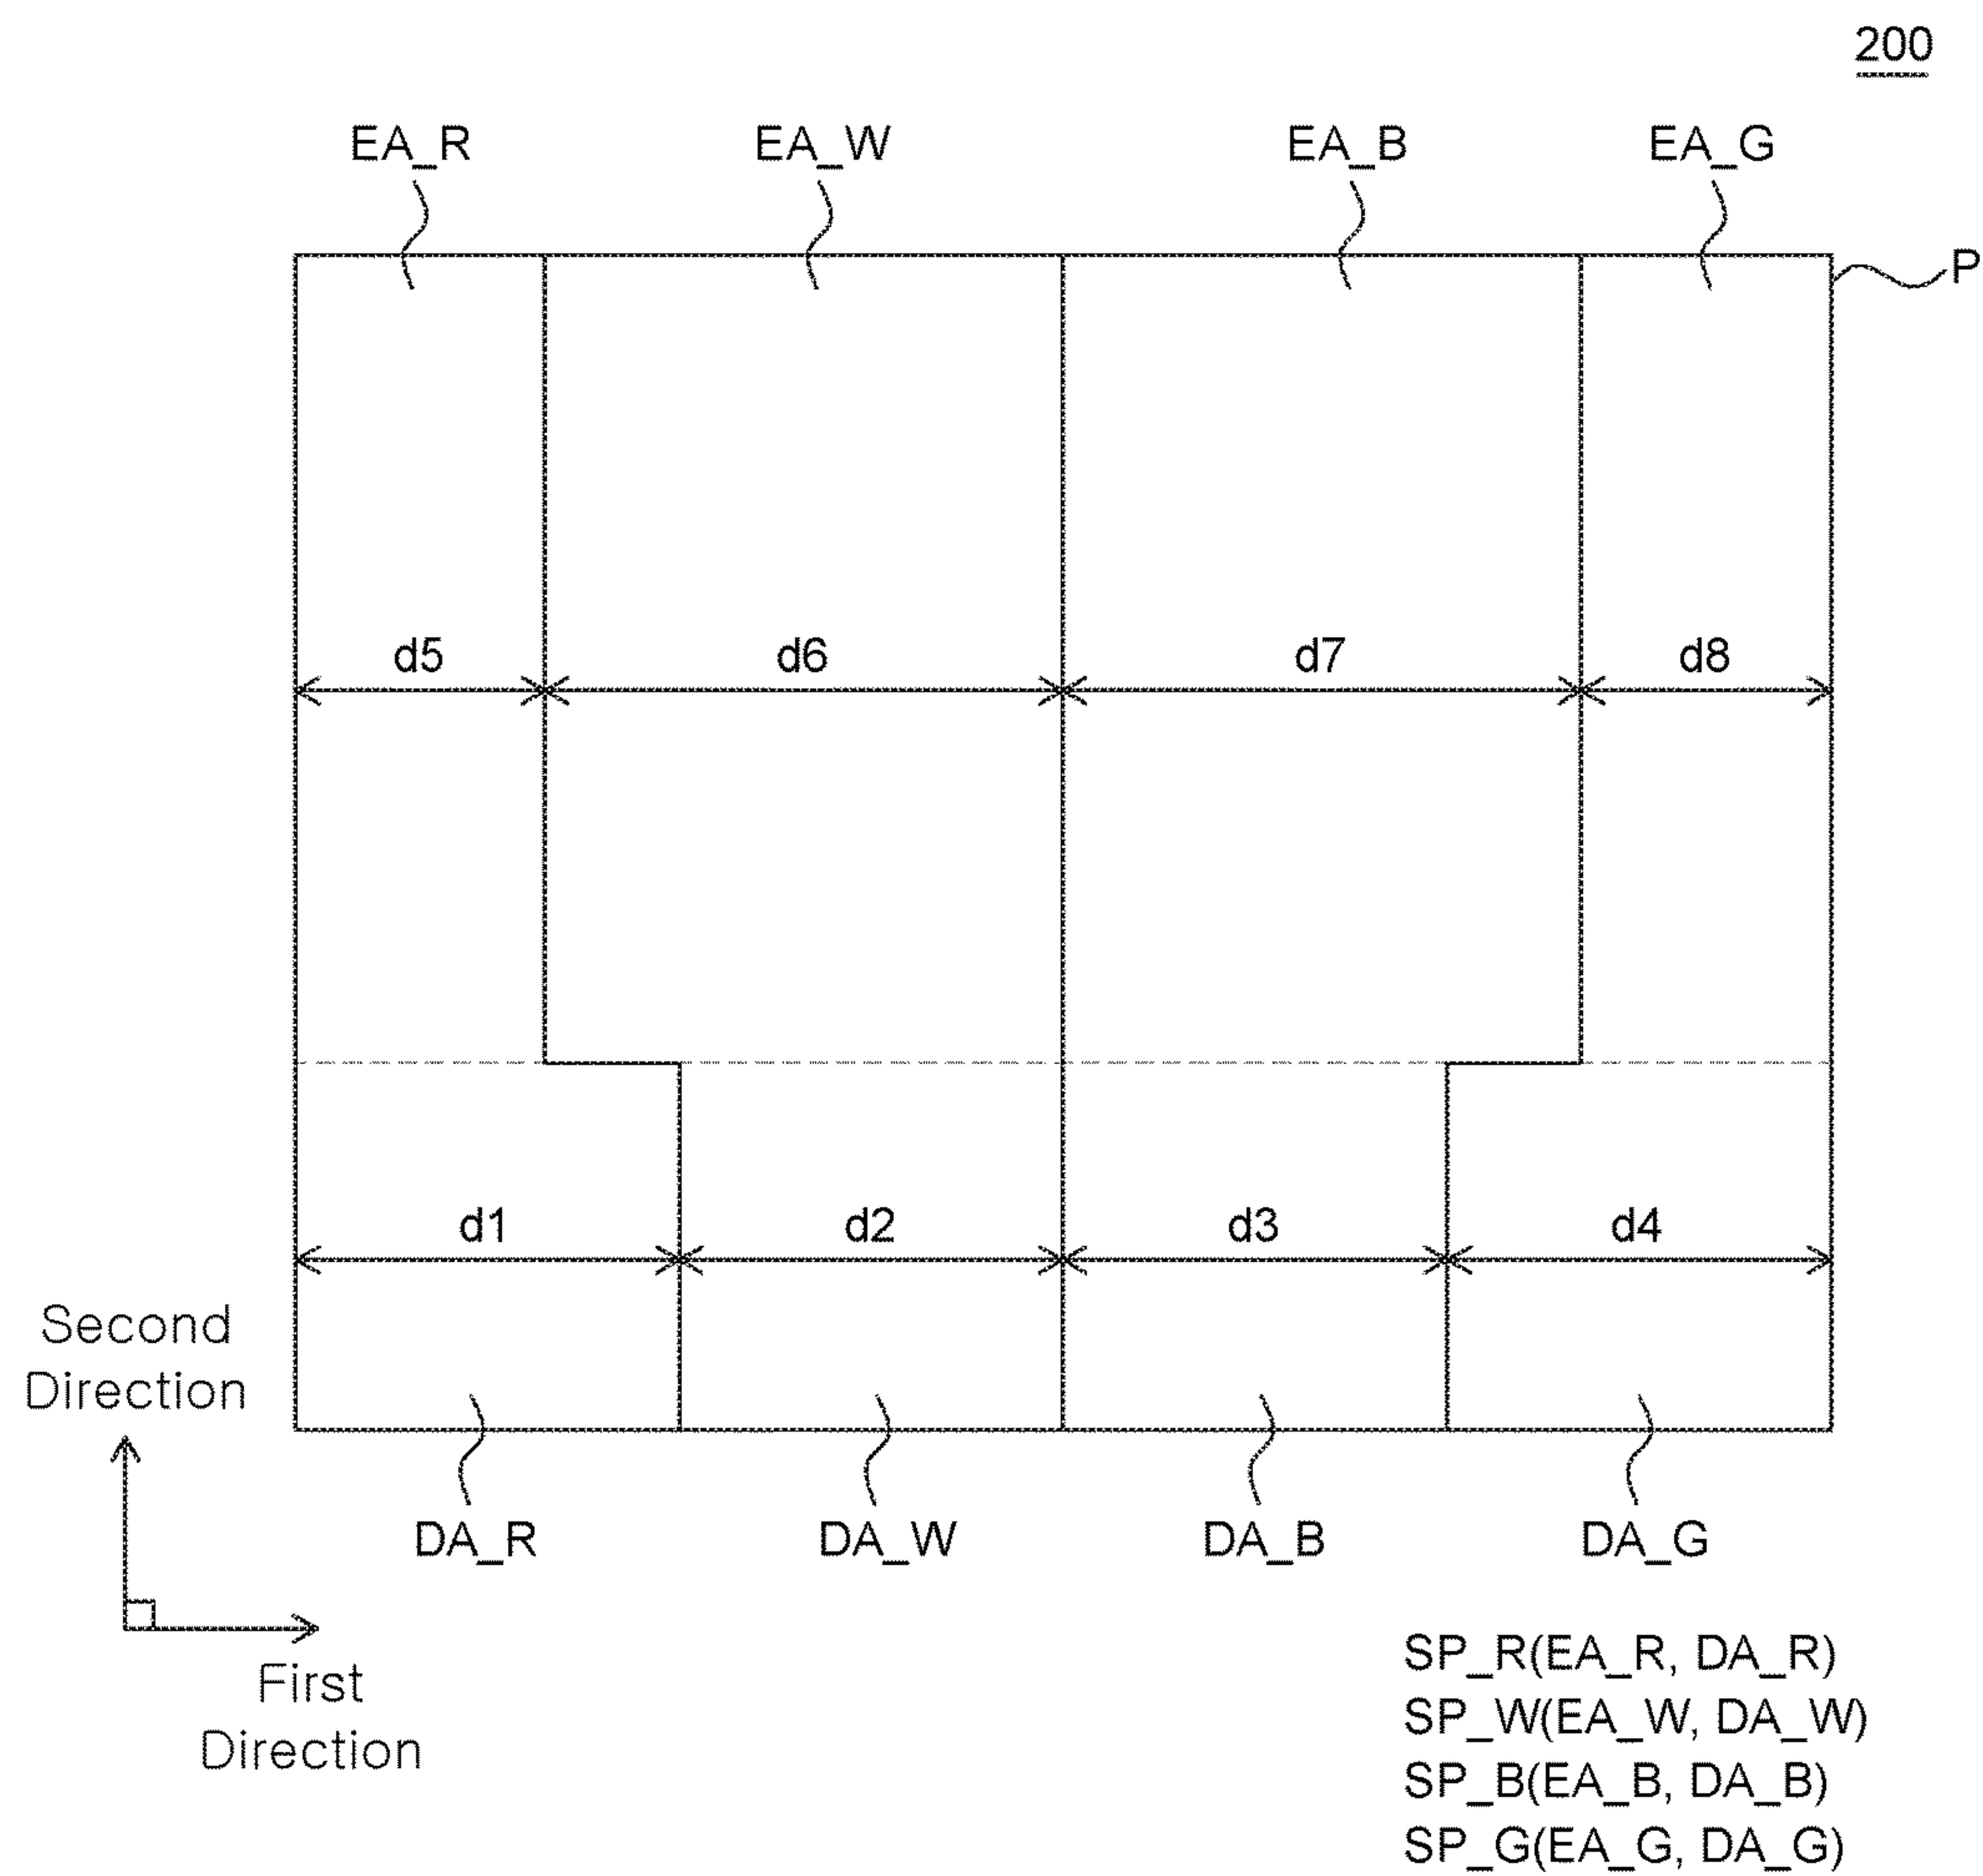 200
EA_R
EA_W
EA_B
EA_G
P
d5
d6
d7
d8
d1
d2
d3
d4
Second
Direction
DA_R
DA_W
DA_B
DA_G
First
Direction
SP_R(EA_R, DA_R)
SP_W(EA_W, DA_W)
SP_B(EA_B, DA_B)
SP_G(EA_G, DA_G)